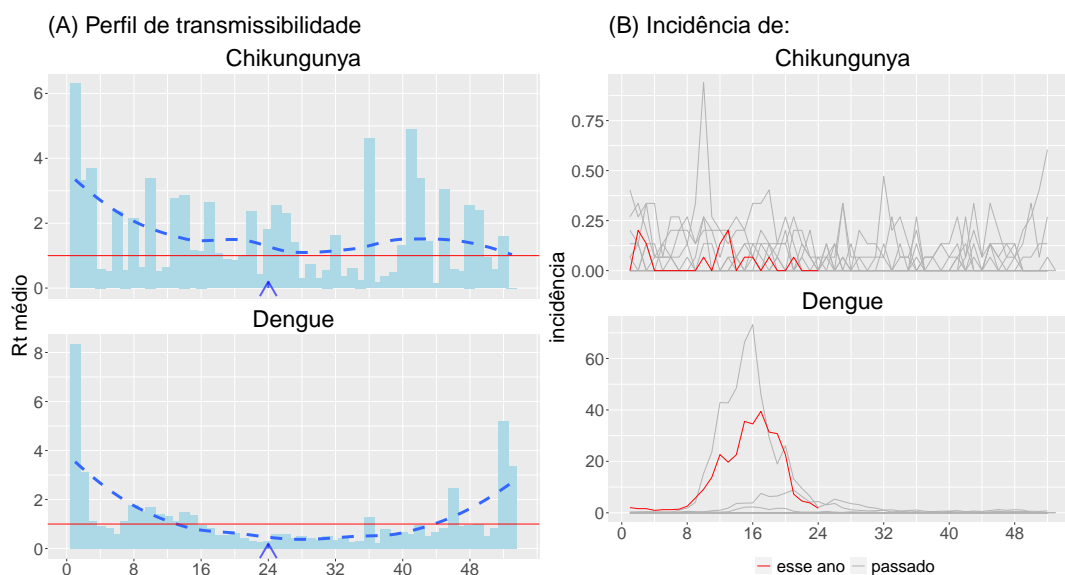 (A) Perfil de transmissibilidade
Chikungunya
6
4
2
0
Dengue
8
6
4
2
0
0 8 16 24 32 40 48
Rt médio
(B) Incidência de:
Chikungunya
0.75
0.50
0.25
0.00
Dengue
60
40
20
0
0 8 16 24 32 40 48
incidência
esse ano passado